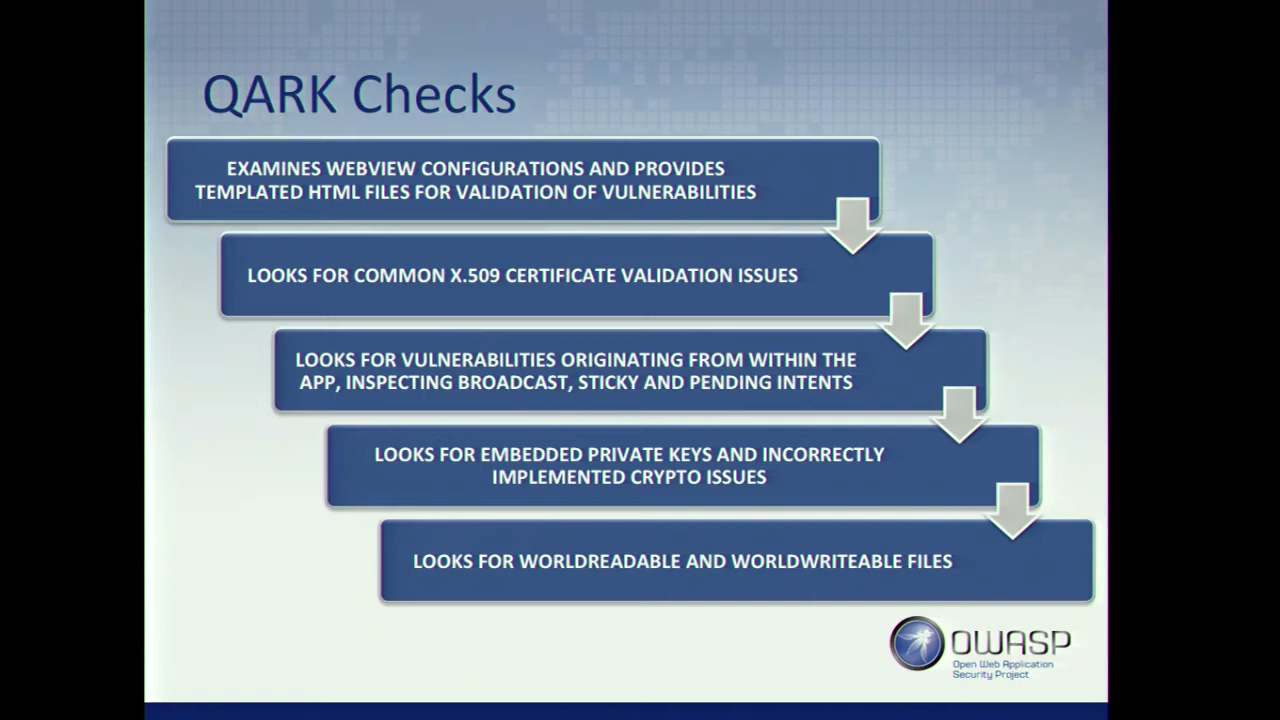 QARK Checks
EXAMINES WEBVIEW CONFIGURATIONS AND PROVIDES
TEMPLATED HTML FILES FOR VALIDATION OF VULNERABILITIES
LOOKS FOR COMMON X.509 CERTIFICATE VALIDATION ISSUES
LOOKS FOR VULNERABILITIES ORIGINATING FROM WITHIN THE
APP, INSPECTING BROADCAST, STICKY AND PENDING INTENTS
LOOKS FOR EMBEDDED PRIVATE KEYS AND INCORRECTLY
IMPLEMENTED CRYPTO ISSUES
LOOKS FOR WORLDREADABLE AND WORLDWRITEABLE FILES
OWASP
Open Web Application
Security Project